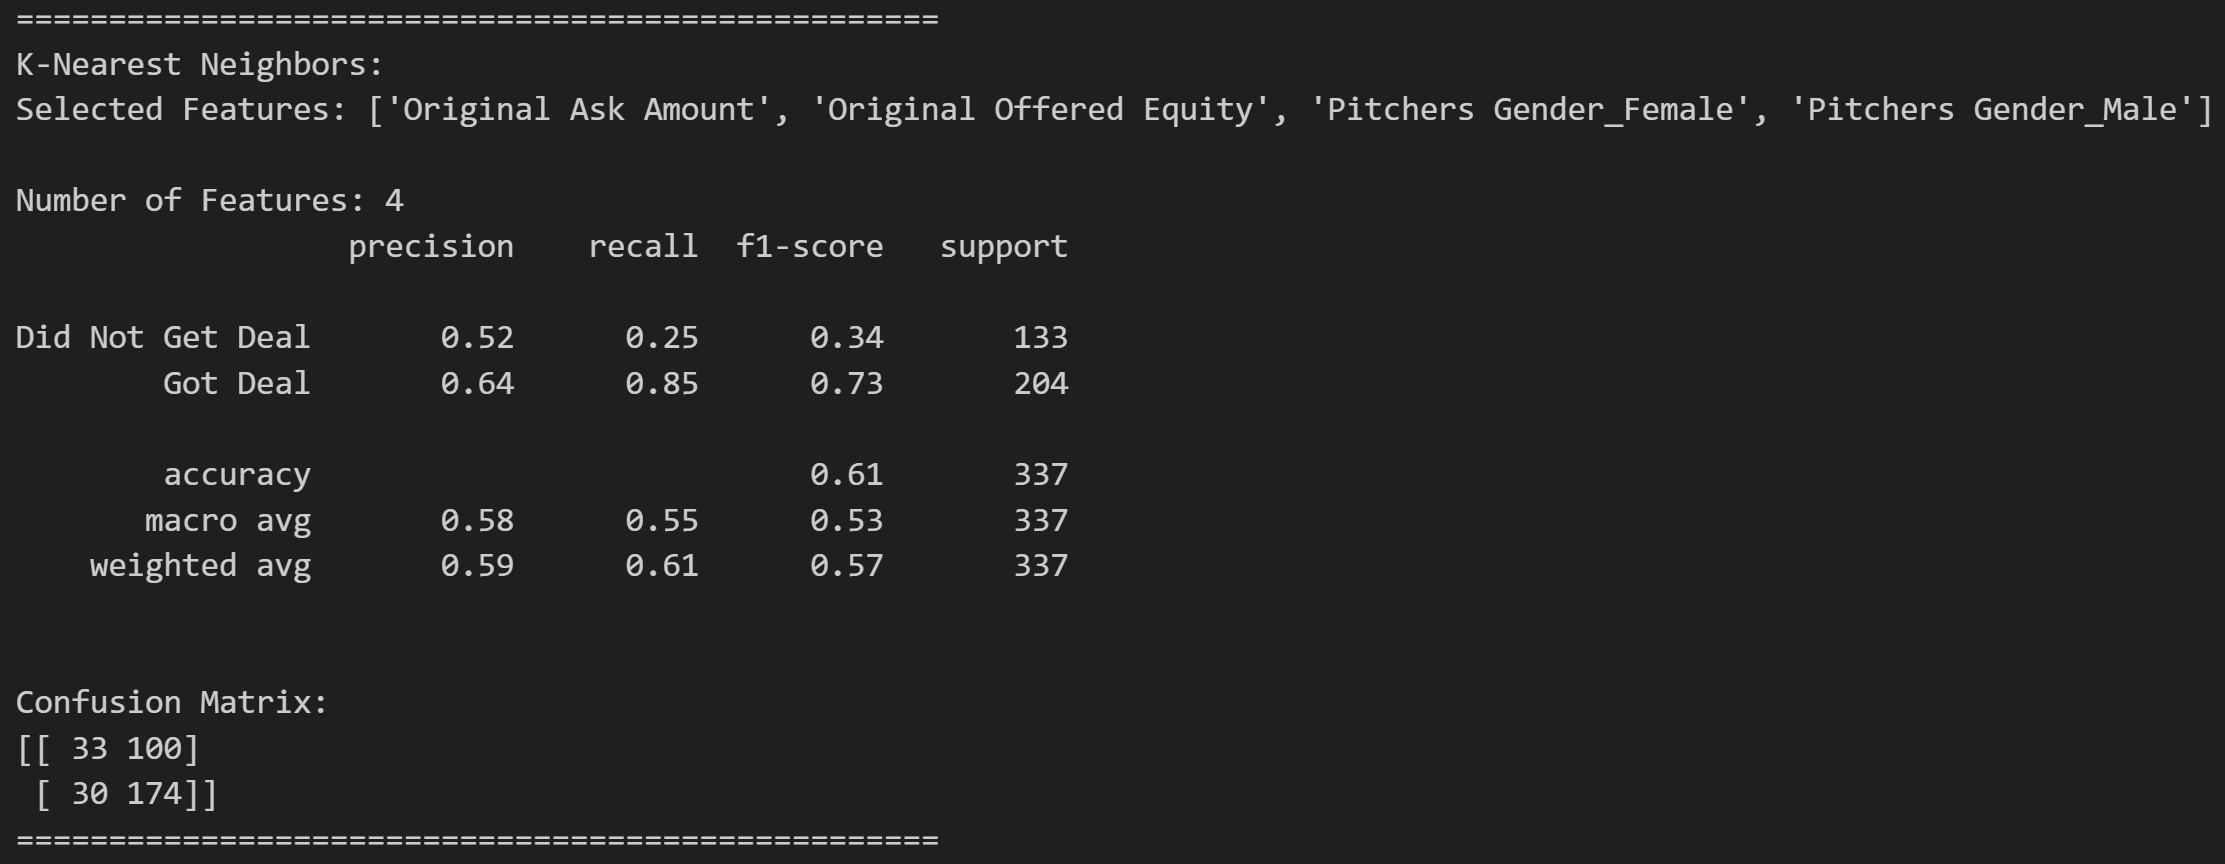 ==================================================
K-Nearest Neighbors:
Selected Features: ['Original Ask Amount', 'Original Offered Equity', 'Pitchers Gender_Female', 'Pitchers Gender_Male']
Number of Features: 4
precision recall f1-score support
Did Not Get Deal 0.52 0.25 0.34 133
Got Deal 0.64 0.85 0.73 204
accuracy 0.61 337
macro avg 0.58 0.55 0.53 337
weighted avg 0.59 0.61 0.57 337
Confusion Matrix:
[[ 33 100]
[ 30 174]]
==================================================